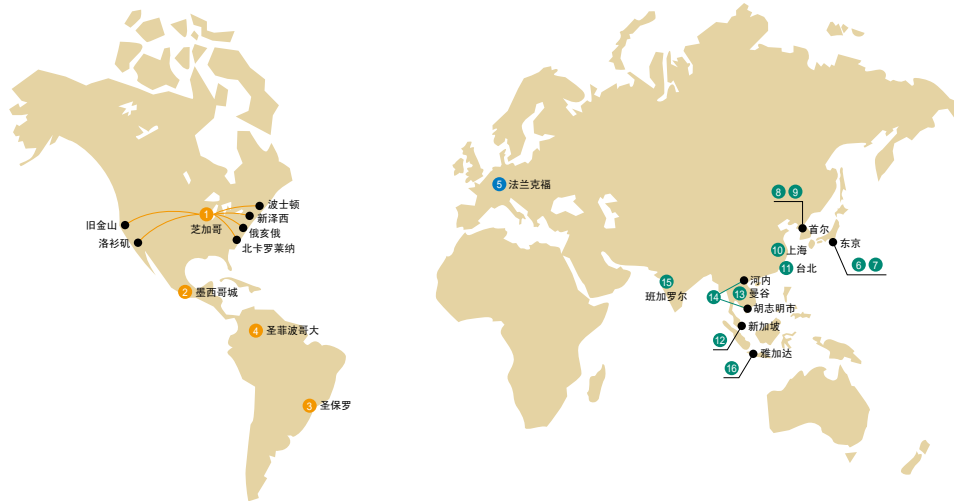 波士顿
1
新泽西
旧金山
芝加哥
俄亥俄
洛杉矶
北卡罗莱纳
2 墨西哥城
4 圣菲波哥大
3 圣保罗
5 法兰克福
8 9
首尔
东京
10 上海
6 7
11 台北
15
班加罗尔
河内
13 曼谷
14
胡志明市
新加坡
12
雅加达
16